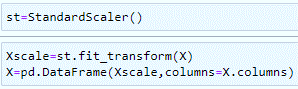 st=StandardScaler()
Xscale=st.fit_transform(X)
X=pd.DataFrame(Xscale,columns=X.columns)